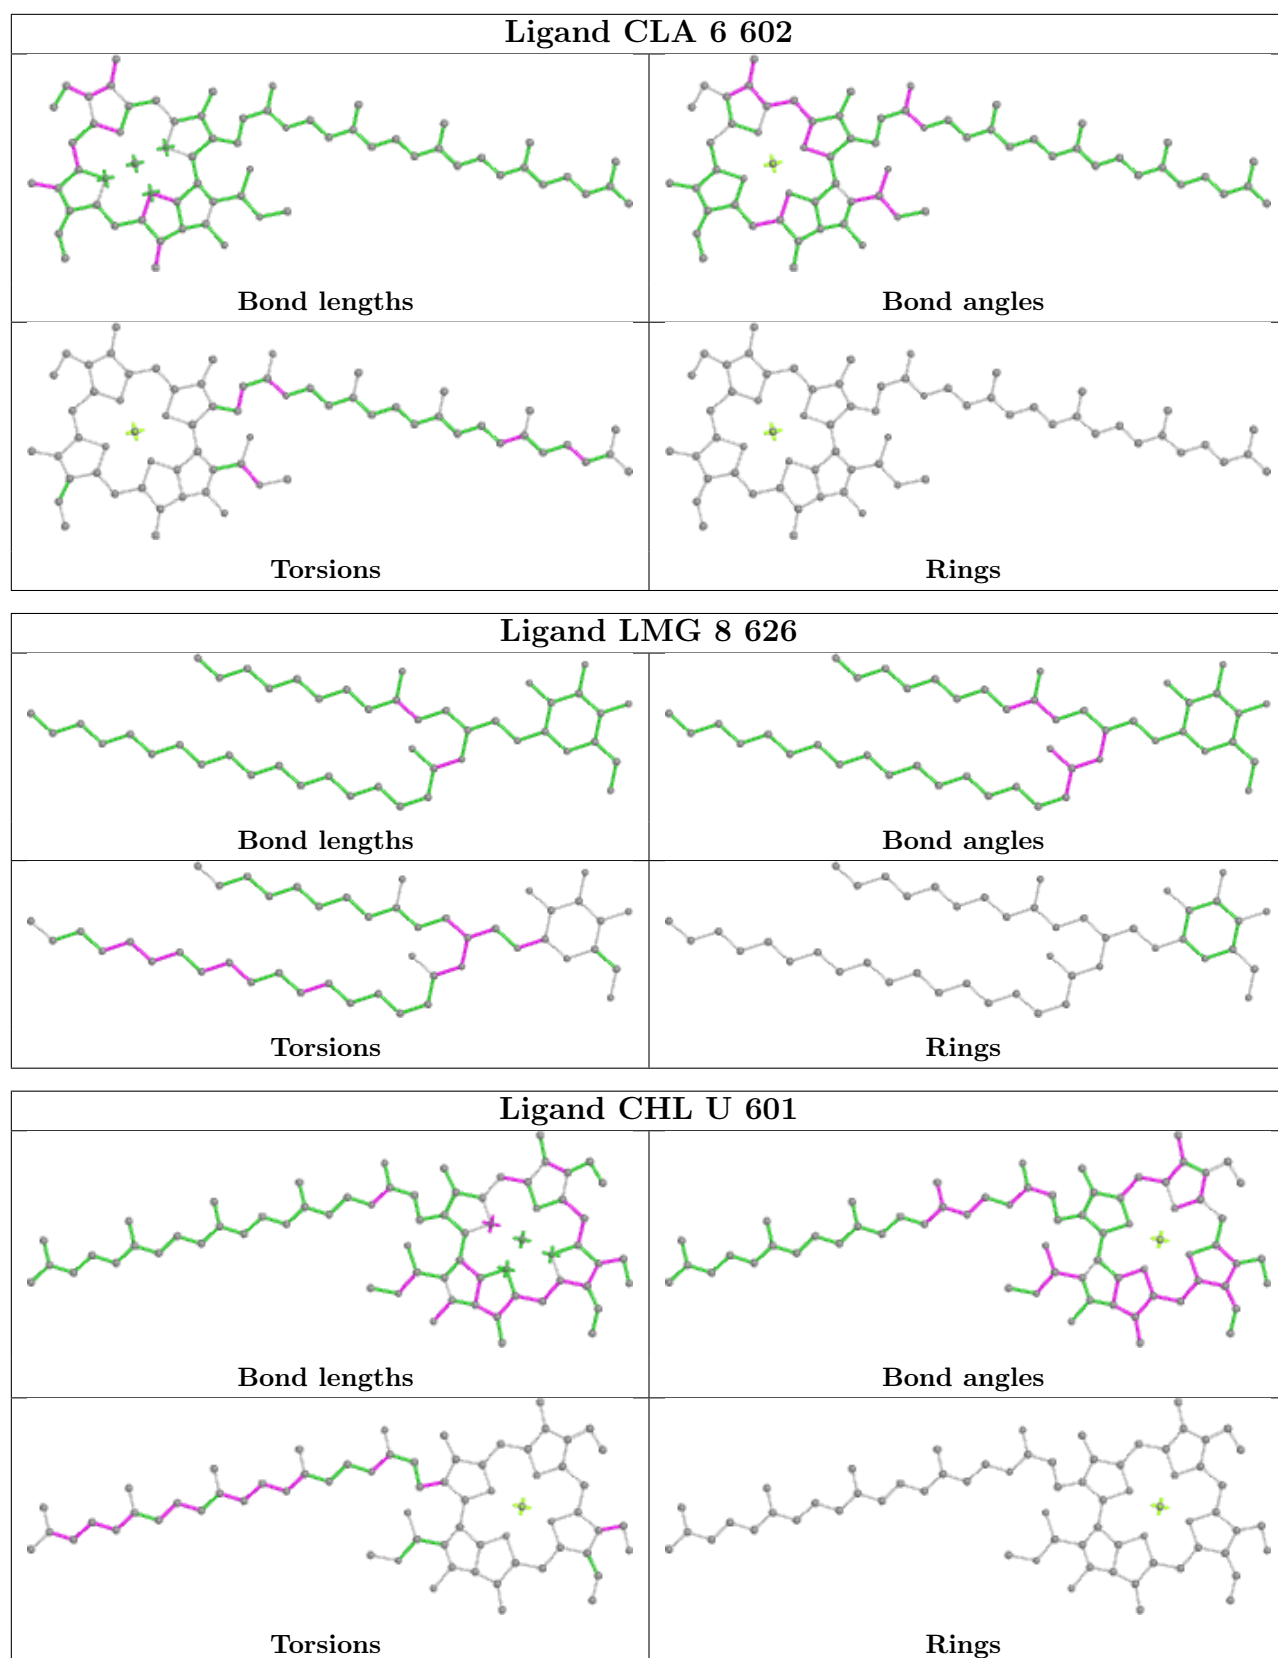 Ligand CLA 6 602
Bond lengths
Bond angles
Torsions
Rings
Ligand LMG 8 626
Bond lengths
Bond angles
Torsions
Rings
Ligand CHL U 601
Bond lengths
Bond angles
Torsions
Rings